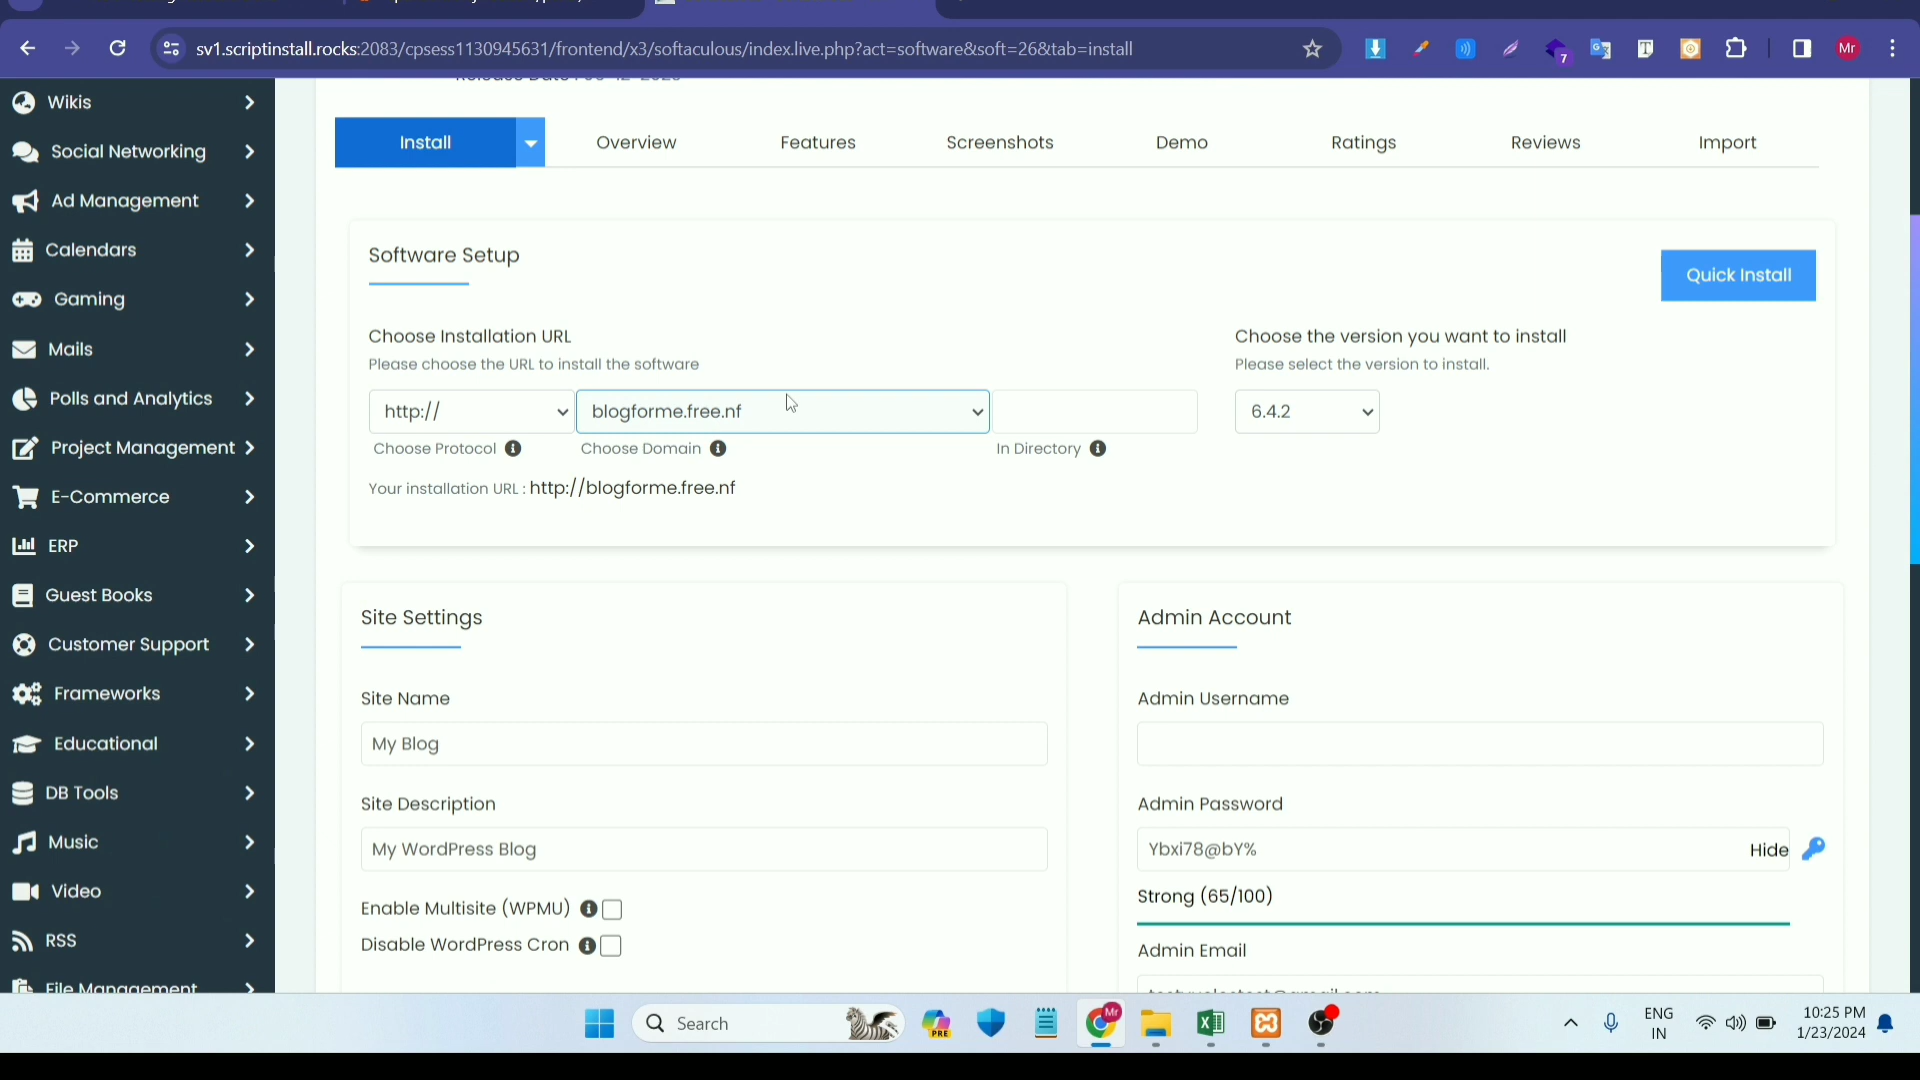 sv1.scriptinstall.rocks:2083/cpsess1130945631/frontend/x3/softaculous/index.live.php?act=software&soft=26&tab=install
7
Mr
Wikis
Social Networking
Ad Management
Calendars
Gaming
Mails
Polls and Analytics
Project Management
E-Commerce
ERP
Guest Books
Customer Support
Frameworks
Educational
DB Tools
Music
Video
RSS
File Management
Install
Overview
Features
Screenshots
Demo
Ratings
Reviews
Import
Software Setup
Quick Install
Choose Installation URL
Please choose the URL to install the software
http://
blogforme.free.nf
Choose Protocol
Choose Domain
In Directory
Your installation URL : http://blogforme.free.nf
Choose the version you want to install
Please select the version to install.
6.4.2
Site Settings
Site Name
My Blog
Site Description
My WordPress Blog
Enable Multisite (WPMU)
Disable WordPress Cron
Admin Account
Admin Username
Admin Password
Ybxi78@bY%
Hide
Strong (65/100)
Admin Email
Search
PRE
Mr
ENG
IN
10:25 PM
1/23/2024